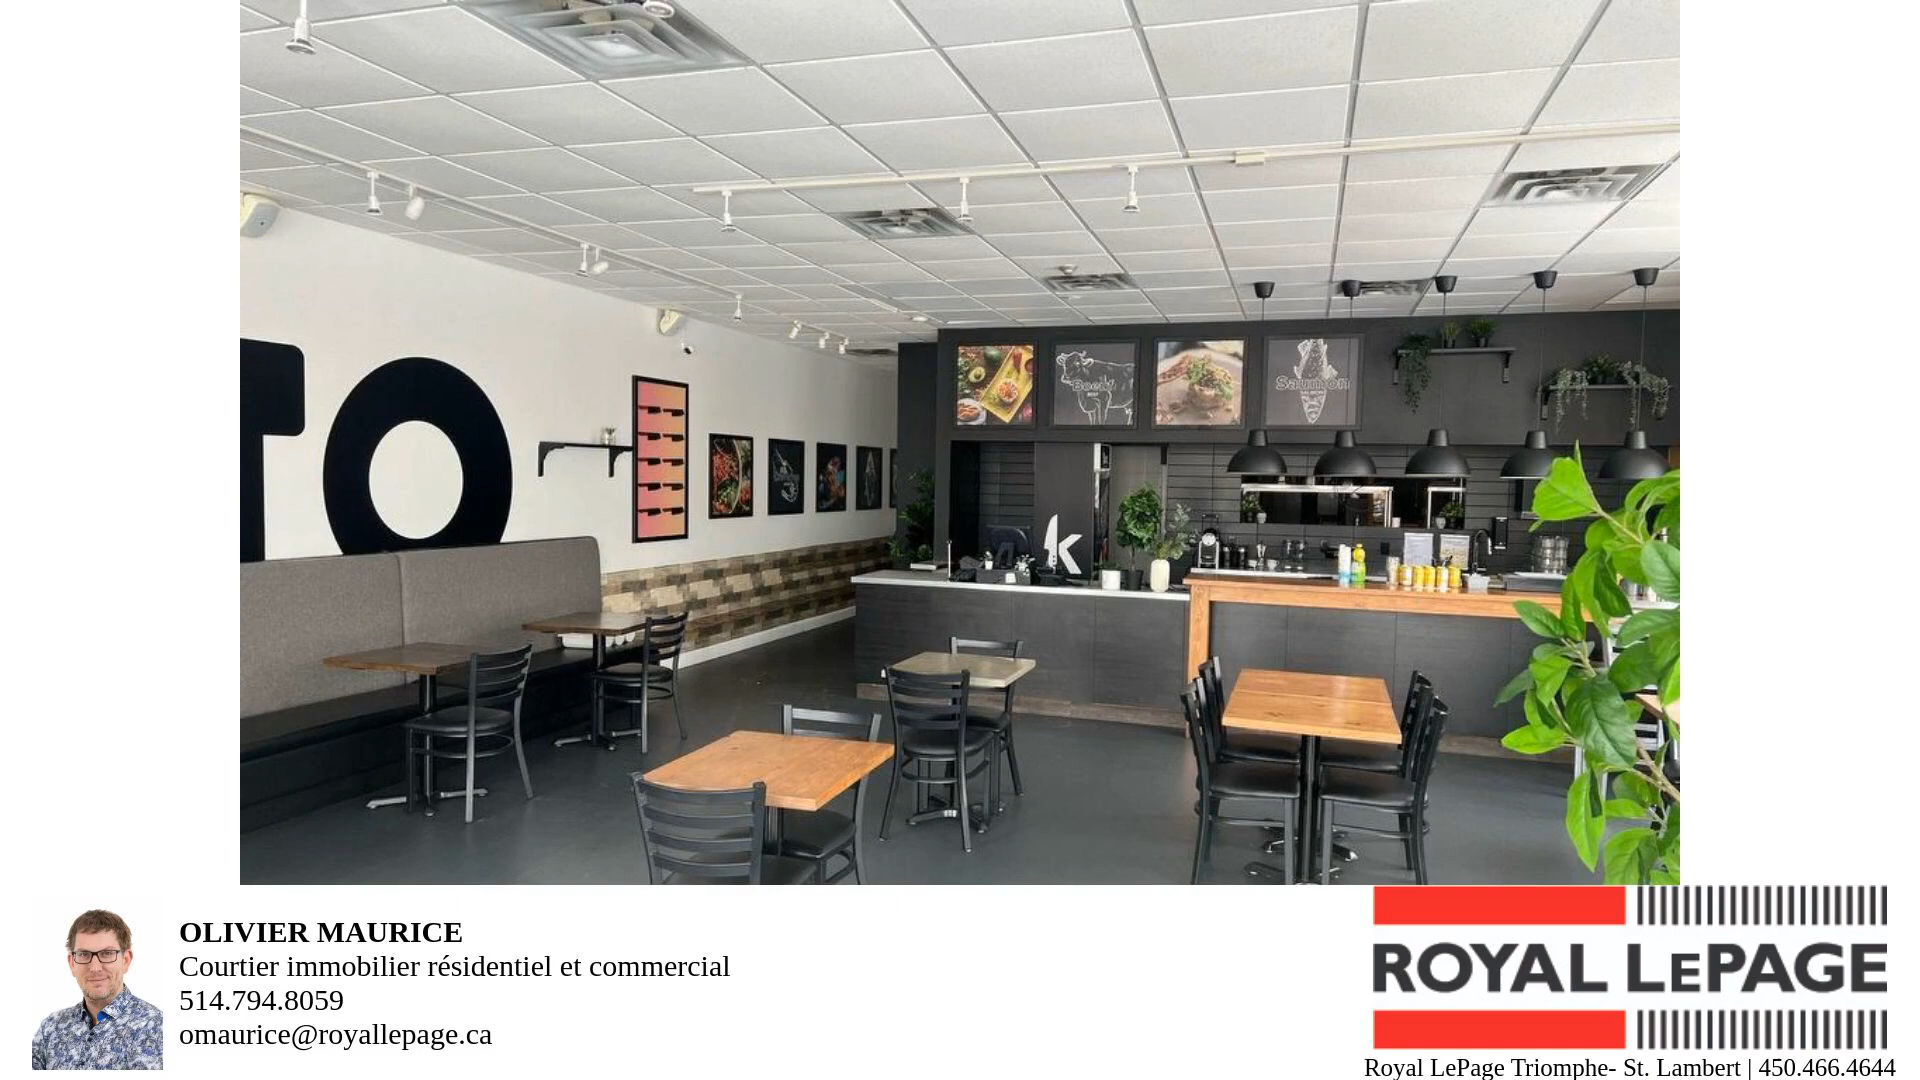 TO
Boeuf
BEEF
Saumon
k
OLIVIER MAURICE
Courtier immobilier résidentiel et commercial
514.794.8059
omaurice@royallepage.ca
ROYAL LEPAGE
Royal LePage Triomphe- St. Lambert | 450.466.4644